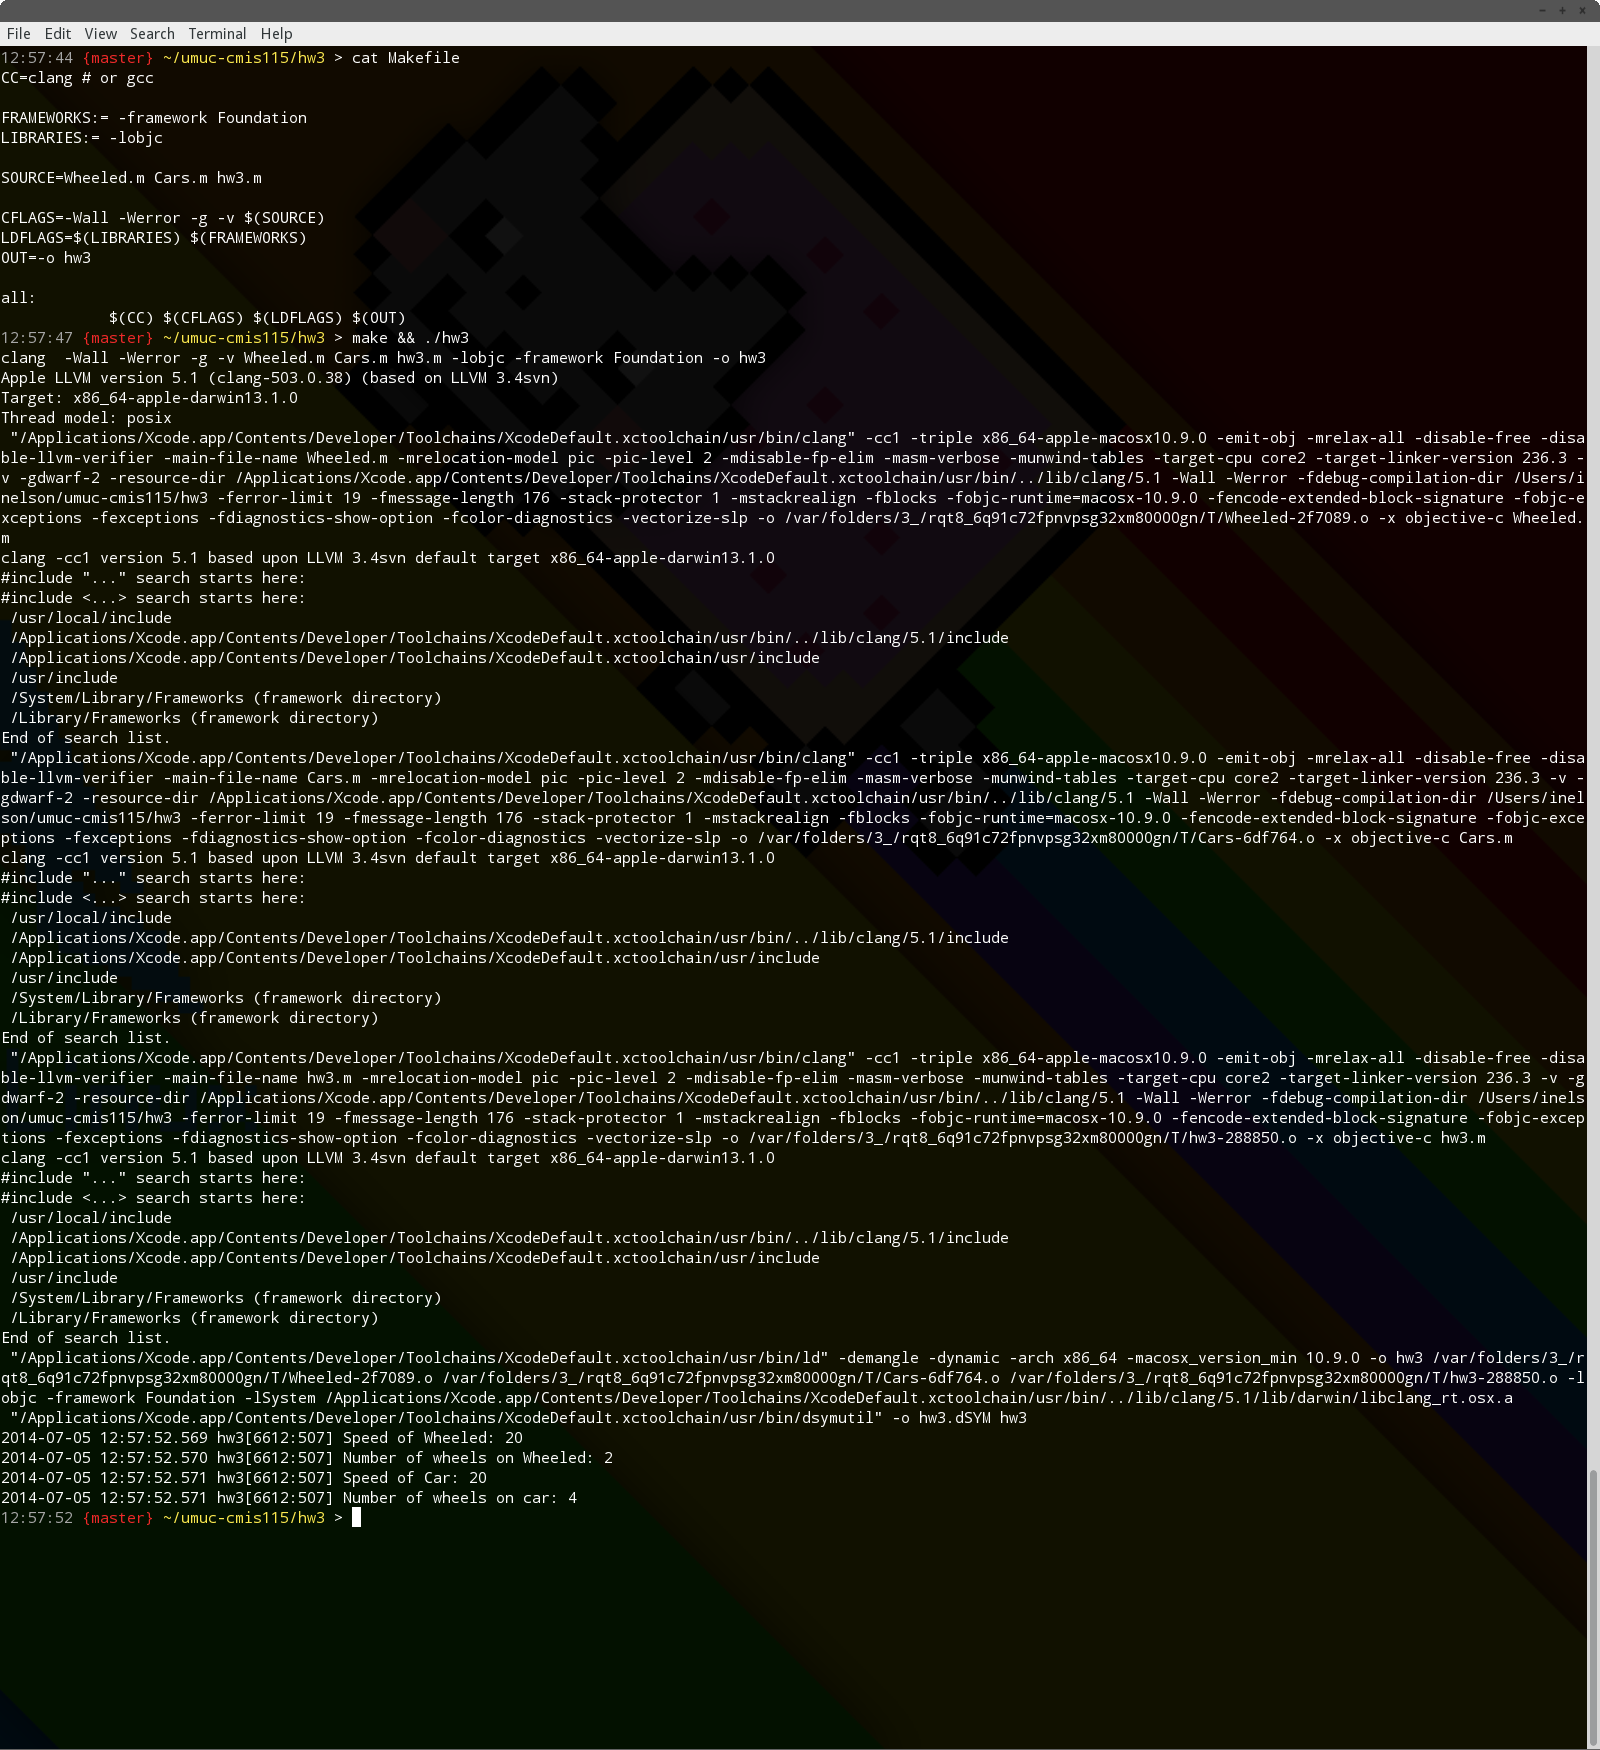 File Edit View Search Terminal Help
12:57:44 {master} ~/umuc-cmis115/hw3 > cat Makefile
CC=clang # or gcc
FRAMEWORKS:= -framework Foundation
LIBRARIES:= -lobjc
SOURCE=Wheeled.m Cars.m hw3.m
CFLAGS=-Wall -Werror -g -v $(SOURCE)
LDFLAGS=$(LIBRARIES) $(FRAMEWORKS)
OUT=-o hw3
all:
            $(CC) $(CFLAGS) $(LDFLAGS) $(OUT)
12:57:47 {master} ~/umuc-cmis115/hw3 > make && ./hw3
clang  -Wall -Werror -g -v Wheeled.m Cars.m hw3.m -lobjc -framework Foundation -o hw3
Apple LLVM version 5.1 (clang-503.0.38) (based on LLVM 3.4svn)
Target: x86_64-apple-darwin13.1.0
Thread model: posix
 "/Applications/Xcode.app/Contents/Developer/Toolchains/XcodeDefault.xctoolchain/usr/bin/clang" -cc1 -triple x86_64-apple-macosx10.9.0 -emit-obj -mrelax-all -disable-free -disa
ble-llvm-verifier -main-file-name Wheeled.m -mrelocation-model pic -pic-level 2 -mdisable-fp-elim -masm-verbose -munwind-tables -target-cpu core2 -target-linker-version 236.3 -
v -gdwarf-2 -resource-dir /Applications/Xcode.app/Contents/Developer/Toolchains/XcodeDefault.xctoolchain/usr/bin/../lib/clang/5.1 -Wall -Werror -fdebug-compilation-dir /Users/i
nelson/umuc-cmis115/hw3 -ferror-limit 19 -fmessage-length 176 -stack-protector 1 -mstackrealign -fblocks -fobjc-runtime=macosx-10.9.0 -fencode-extended-block-signature -fobjc-e
xceptions -fexceptions -fdiagnostics-show-option -fcolor-diagnostics -vectorize-slp -o /var/folders/3_/rqt8_6q91c72fpnvpsg32xm80000gn/T/Wheeled-2f7089.o -x objective-c Wheeled.
m
clang -cc1 version 5.1 based upon LLVM 3.4svn default target x86_64-apple-darwin13.1.0
#include "..." search starts here:
#include <...> search starts here:
 /usr/local/include
 /Applications/Xcode.app/Contents/Developer/Toolchains/XcodeDefault.xctoolchain/usr/bin/../lib/clang/5.1/include
 /Applications/Xcode.app/Contents/Developer/Toolchains/XcodeDefault.xctoolchain/usr/include
 /usr/include
 /System/Library/Frameworks (framework directory)
 /Library/Frameworks (framework directory)
End of search list.
 "/Applications/Xcode.app/Contents/Developer/Toolchains/XcodeDefault.xctoolchain/usr/bin/clang" -cc1 -triple x86_64-apple-macosx10.9.0 -emit-obj -mrelax-all -disable-free -disa
ble-llvm-verifier -main-file-name Cars.m -mrelocation-model pic -pic-level 2 -mdisable-fp-elim -masm-verbose -munwind-tables -target-cpu core2 -target-linker-version 236.3 -v -
gdwarf-2 -resource-dir /Applications/Xcode.app/Contents/Developer/Toolchains/XcodeDefault.xctoolchain/usr/bin/../lib/clang/5.1 -Wall -Werror -fdebug-compilation-dir /Users/inel
son/umuc-cmis115/hw3 -ferror-limit 19 -fmessage-length 176 -stack-protector 1 -mstackrealign -fblocks -fobjc-runtime=macosx-10.9.0 -fencode-extended-block-signature -fobjc-exce
ptions -fexceptions -fdiagnostics-show-option -fcolor-diagnostics -vectorize-slp -o /var/folders/3_/rqt8_6q91c72fpnvpsg32xm80000gn/T/Cars-6df764.o -x objective-c Cars.m
clang -cc1 version 5.1 based upon LLVM 3.4svn default target x86_64-apple-darwin13.1.0
#include "..." search starts here:
#include <...> search starts here:
 /usr/local/include
 /Applications/Xcode.app/Contents/Developer/Toolchains/XcodeDefault.xctoolchain/usr/bin/../lib/clang/5.1/include
 /Applications/Xcode.app/Contents/Developer/Toolchains/XcodeDefault.xctoolchain/usr/include
 /usr/include
 /System/Library/Frameworks (framework directory)
 /Library/Frameworks (framework directory)
End of search list.
 "/Applications/Xcode.app/Contents/Developer/Toolchains/XcodeDefault.xctoolchain/usr/bin/clang" -cc1 -triple x86_64-apple-macosx10.9.0 -emit-obj -mrelax-all -disable-free -disa
ble-llvm-verifier -main-file-name hw3.m -mrelocation-model pic -pic-level 2 -mdisable-fp-elim -masm-verbose -munwind-tables -target-cpu core2 -target-linker-version 236.3 -v -g
dwarf-2 -resource-dir /Applications/Xcode.app/Contents/Developer/Toolchains/XcodeDefault.xctoolchain/usr/bin/../lib/clang/5.1 -Wall -Werror -fdebug-compilation-dir /Users/inels
on/umuc-cmis115/hw3 -ferror-limit 19 -fmessage-length 176 -stack-protector 1 -mstackrealign -fblocks -fobjc-runtime=macosx-10.9.0 -fencode-extended-block-signature -fobjc-excep
tions -fexceptions -fdiagnostics-show-option -fcolor-diagnostics -vectorize-slp -o /var/folders/3_/rqt8_6q91c72fpnvpsg32xm80000gn/T/hw3-288850.o -x objective-c hw3.m
clang -cc1 version 5.1 based upon LLVM 3.4svn default target x86_64-apple-darwin13.1.0
#include "..." search starts here:
#include <...> search starts here:
 /usr/local/include
 /Applications/Xcode.app/Contents/Developer/Toolchains/XcodeDefault.xctoolchain/usr/bin/../lib/clang/5.1/include
 /Applications/Xcode.app/Contents/Developer/Toolchains/XcodeDefault.xctoolchain/usr/include
 /usr/include
 /System/Library/Frameworks (framework directory)
 /Library/Frameworks (framework directory)
End of search list.
 "/Applications/Xcode.app/Contents/Developer/Toolchains/XcodeDefault.xctoolchain/usr/bin/ld" -demangle -dynamic -arch x86_64 -macosx_version_min 10.9.0 -o hw3 /var/folders/3_/r
qt8_6q91c72fpnvpsg32xm80000gn/T/Wheeled-2f7089.o /var/folders/3_/rqt8_6q91c72fpnvpsg32xm80000gn/T/Cars-6df764.o /var/folders/3_/rqt8_6q91c72fpnvpsg32xm80000gn/T/hw3-288850.o -l
objc -framework Foundation -lSystem /Applications/Xcode.app/Contents/Developer/Toolchains/XcodeDefault.xctoolchain/usr/bin/../lib/clang/5.1/lib/darwin/libclang_rt.osx.a
 "/Applications/Xcode.app/Contents/Developer/Toolchains/XcodeDefault.xctoolchain/usr/bin/dsymutil" -o hw3.dSYM hw3
2014-07-05 12:57:52.569 hw3[6612:507] Speed of Wheeled: 20
2014-07-05 12:57:52.570 hw3[6612:507] Number of wheels on Wheeled: 2
2014-07-05 12:57:52.571 hw3[6612:507] Speed of Car: 20
2014-07-05 12:57:52.571 hw3[6612:507] Number of wheels on car: 4
12:57:52 {master} ~/umuc-cmis115/hw3 >